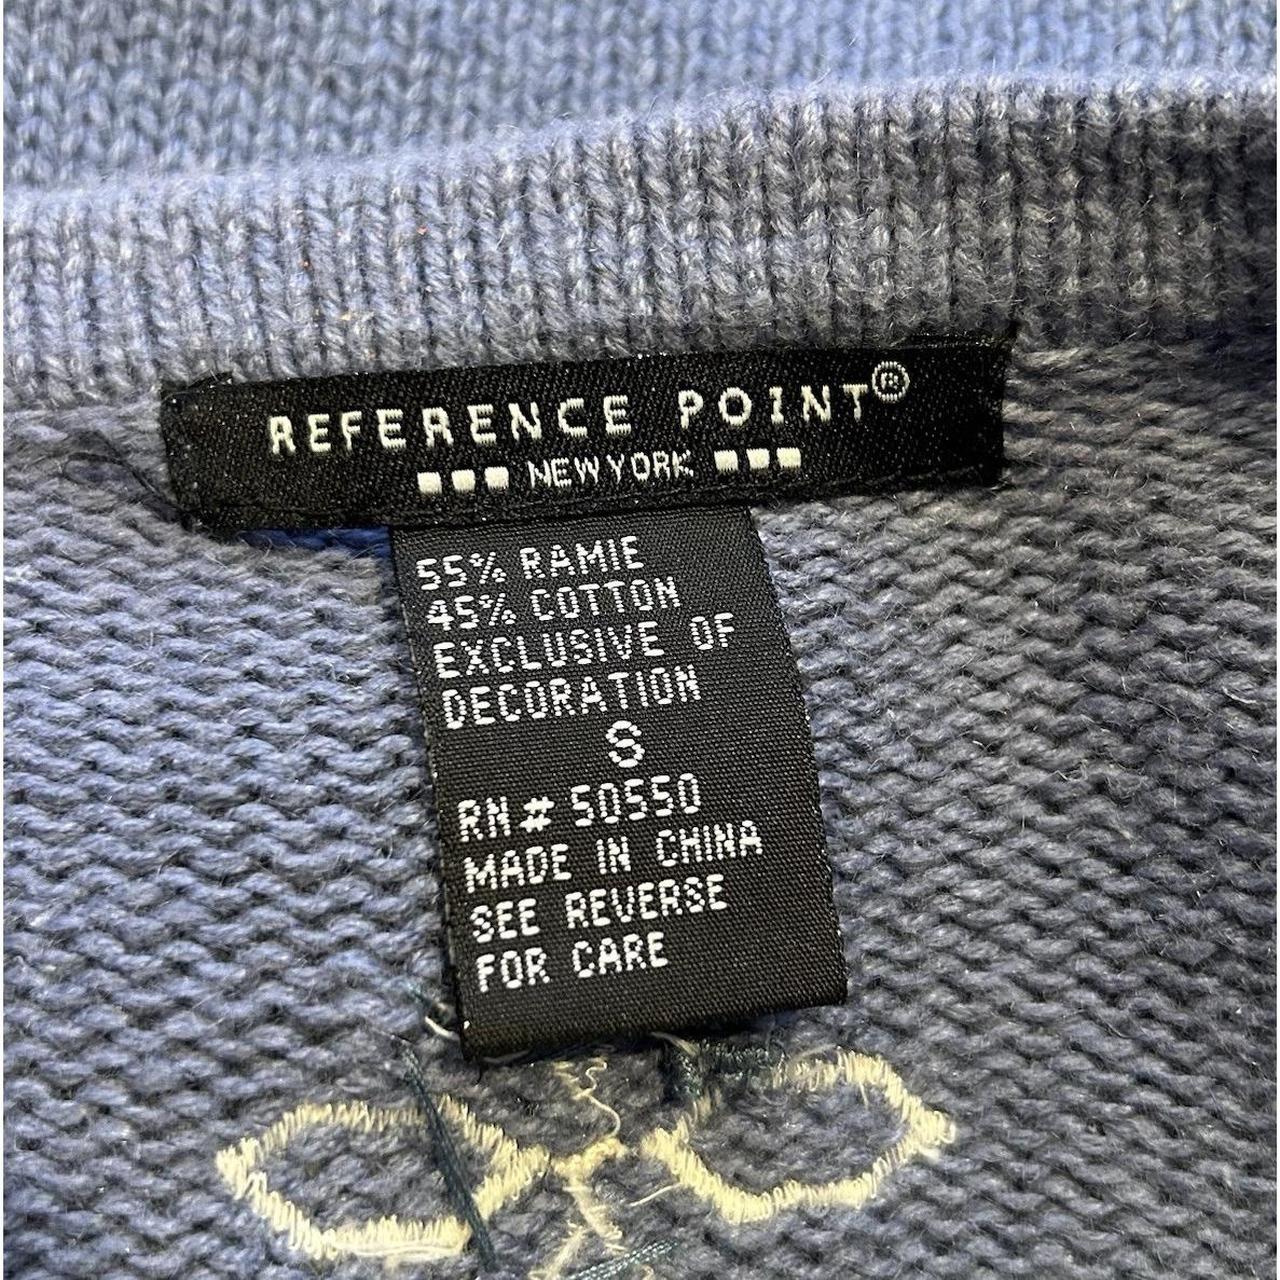 REFERENCE POINT®
NEW YORK
55% RAMIE
45% COTTON
EXCLUSIVE OF
DECORATION
S
RN# 50550
MADE IN CHINA
SEE REVERSE
FOR CARE